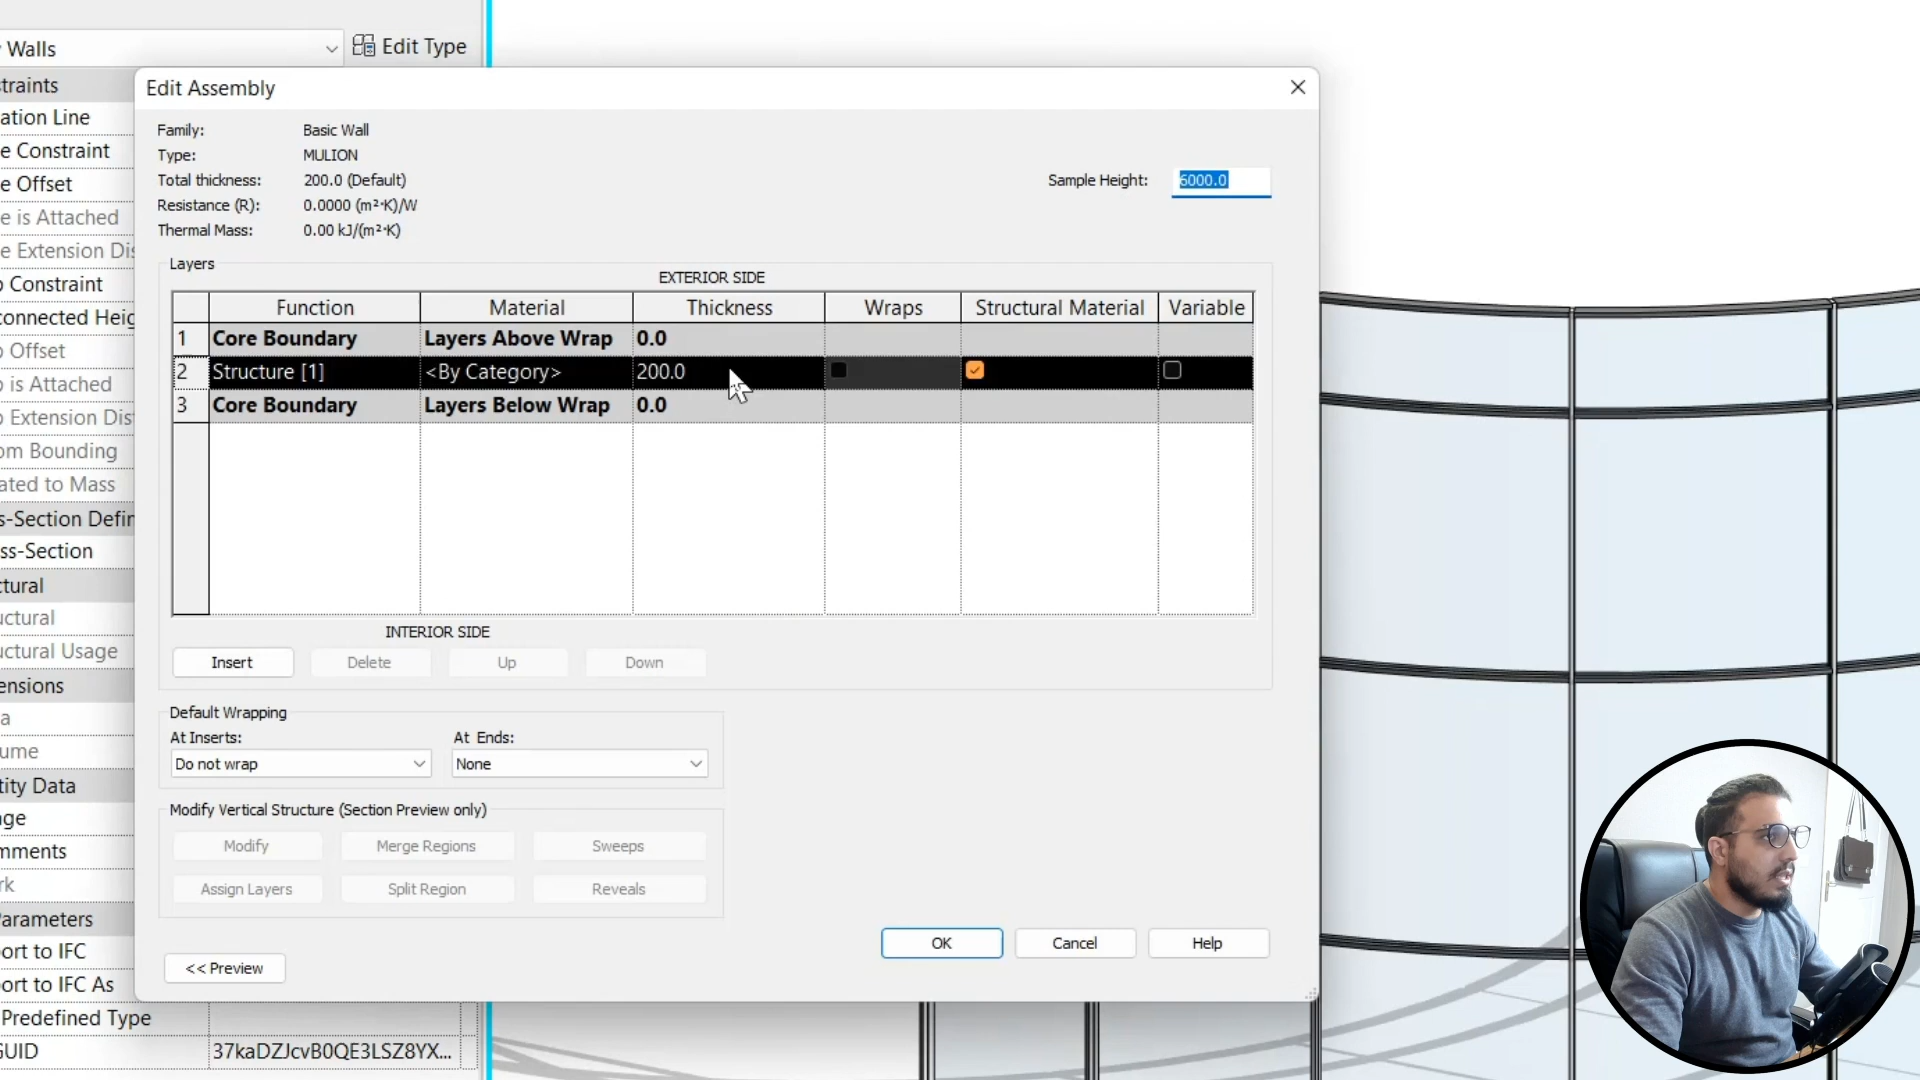 Walls
Edit Type
traints
ation Line
e Constraint
e Offset
e is Attached
e Extension Dis
o Constraint
connected Heig
o Offset
o is Attached
o Extension Dist
om Bounding
ated to Mass
s-Section Defin
ss-Section
ctural
uctural
uctural Usage
ensions
a
ume
tity Data
age
mments
rk
Parameters
ort to IFC
ort to IFC As
Predefined Type
GUID
37kaDZJcvB0QE3LSZ8YX...
Edit Assembly
Family: Basic Wall
Type: MULION
Total thickness: 200.0 (Default)
Sample Height: 6000.0
Resistance (R): 0.0000 (m²·K)/W
Thermal Mass: 0.00 kJ/(m²·K)
Layers
EXTERIOR SIDE
Function Material Thickness Wraps Structural Material Variable
1 Core Boundary Layers Above Wrap 0.0
2 Structure [1] <By Category> 200.0
3 Core Boundary Layers Below Wrap 0.0
INTERIOR SIDE
Insert Delete Up Down
Default Wrapping
At Inserts: At Ends:
Do not wrap None
Modify Vertical Structure (Section Preview only)
Modify Merge Regions Sweeps
Assign Layers Split Region Reveals
OK Cancel Help
<< Preview